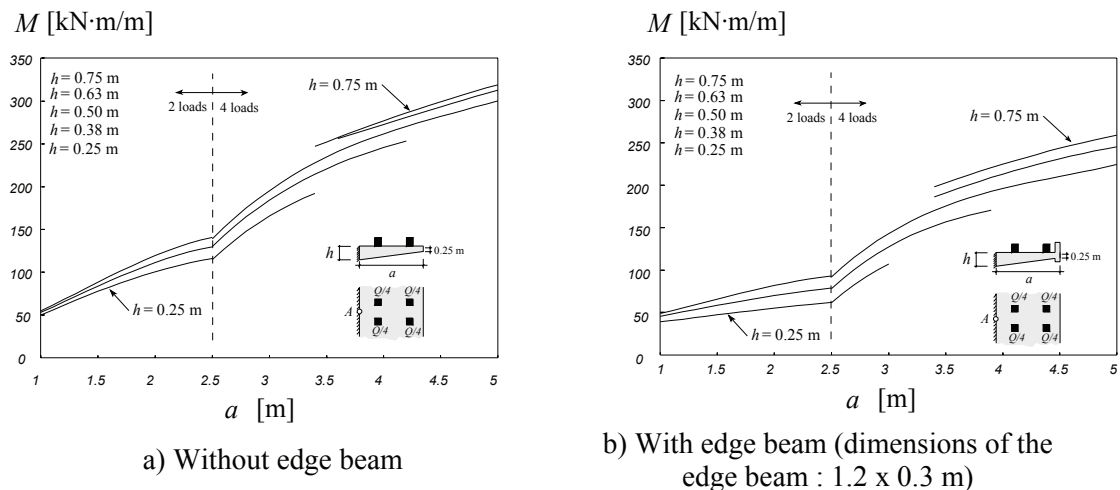 M [kN·m/m]
350
300
250
200
150
100
50
0
h = 0.75 m
h = 0.63 m
h = 0.50 m
h = 0.38 m
h = 0.25 m
2 loads
4 loads
h = 0.75 m
h = 0.25 m
h
0.25 m
a
Q/4 Q/4
A
Q/4 Q/4
1 1.5 2 2.5 3 3.5 4 4.5 5
a [m]
a) Without edge beam
M [kN·m/m]
350
300
250
200
150
100
50
0
h = 0.75 m
h = 0.63 m
h = 0.50 m
h = 0.38 m
h = 0.25 m
2 loads
4 loads
h = 0.75 m
h = 0.25 m
h
0.25 m
a
Q/4 Q/4
A
Q/4 Q/4
1 1.5 2 2.5 3 3.5 4 4.5 5
a [m]
b) With edge beam (dimensions of the
edge beam : 1.2 x 0.3 m)